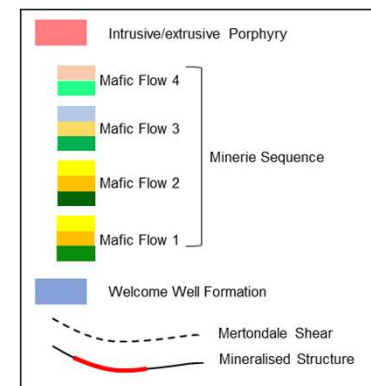 Intrusive/extrusive Porphyry
Mafic Flow 4
Mafic Flow 3
Minerie Sequence
Mafic Flow 2
Mafic Flow 1
Welcome Well Formation
Mertondale Shear
Mineralised Structure